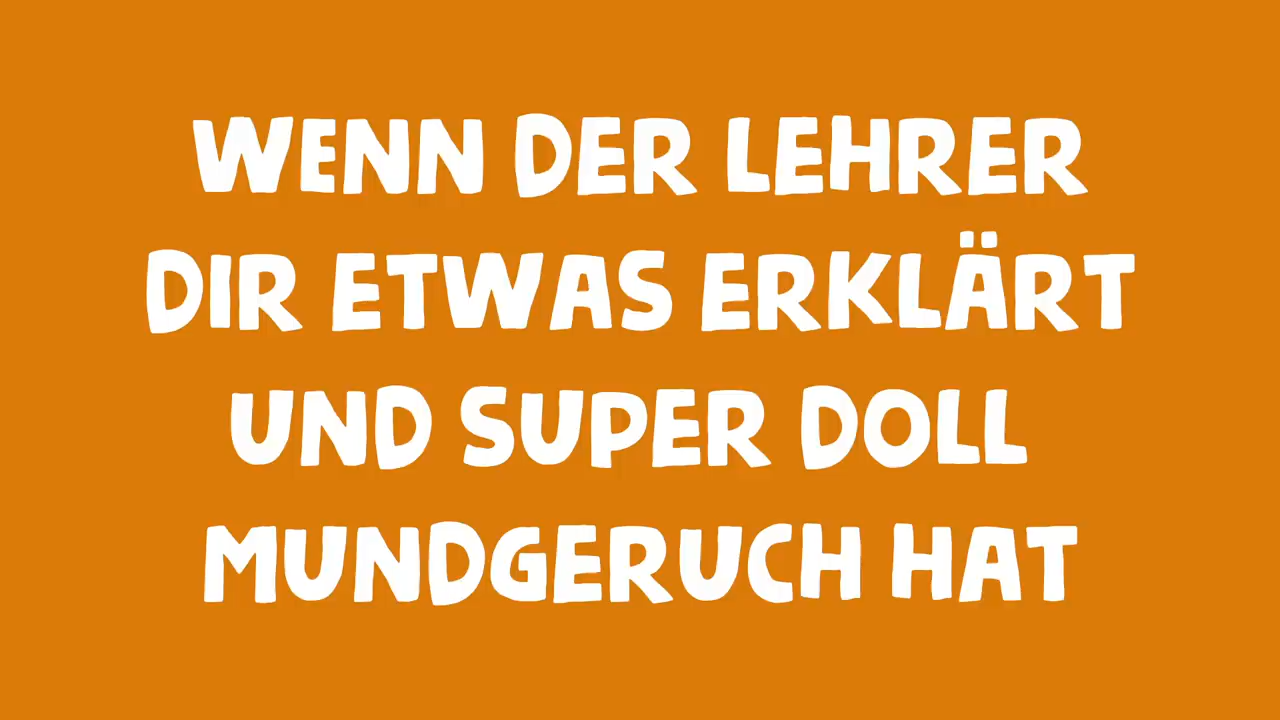 WENN DER LEHRER
DIR ETWAS ERKLÄRT
UND SUPER DOLL
MUNDGERUCH HAT